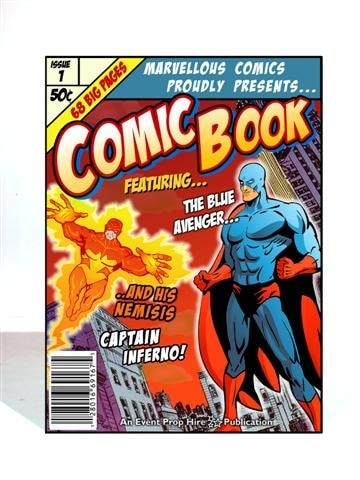 ISSUE
1
50¢
68 BIG PAGES
MARVELLOUS COMICS
PROUDLY PRESENTS...
COMIC BOOK
FEATURING...
THE BLUE
AVENGER...
..AND HIS
NEMISIS
CAPTAIN
INFERNO!
An Event Prop Hire Publication